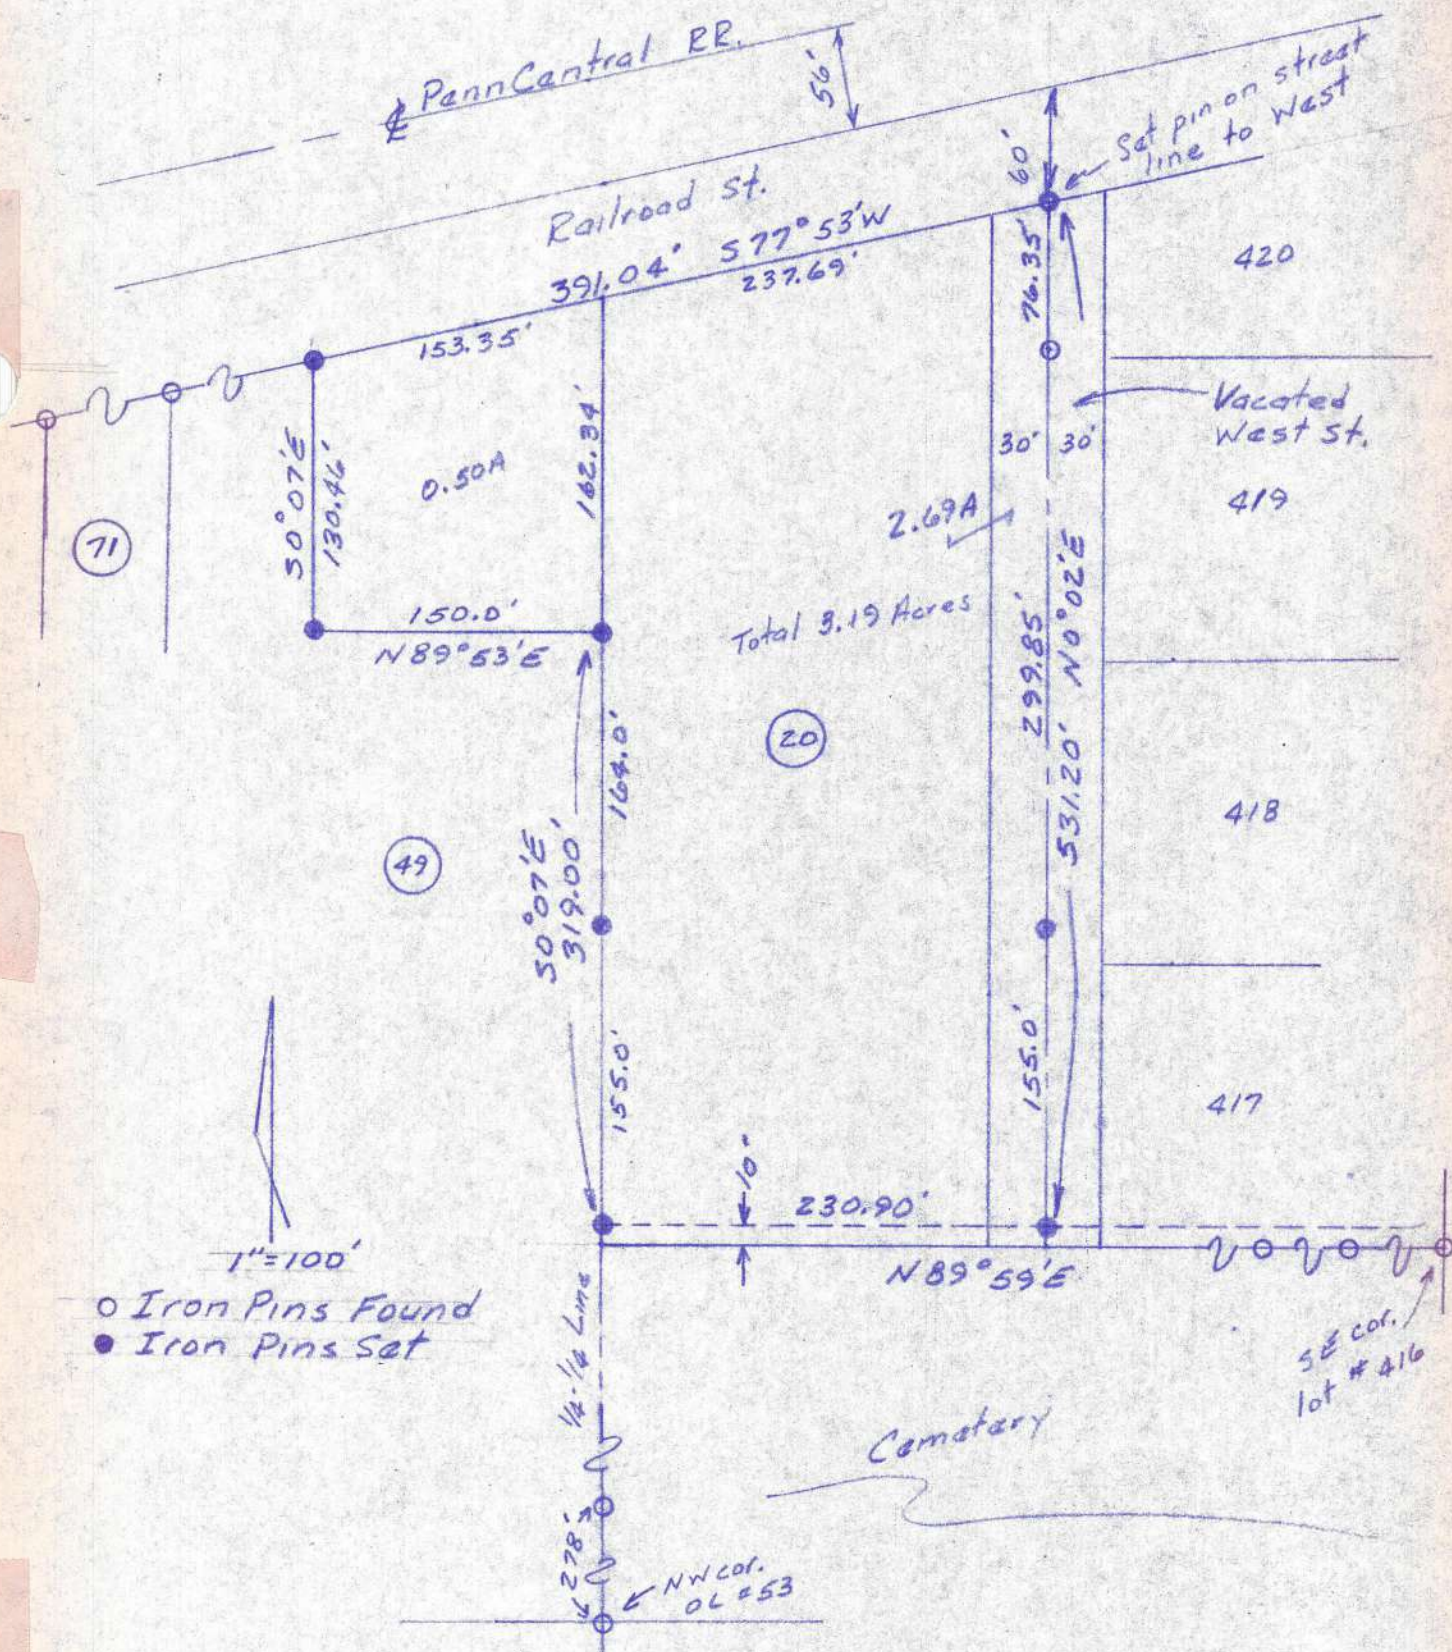 ℄ Penn Central RR.
56'
60'
Set pin on street
line to West
Railroad St.
391.04' S77°53'W
153.35'
237.69'
76.35'
420
Vacated
West St.
30' 30'
419
S0°07'E
130.46'
0.50A
162.34'
2.69A
71
150.0'
N89°53'E
Total 3.19 Acres
299.85'
531.20' N0°02'E
20
164.0'
418
49
S0°07'E
319.00'
155.0'
155.0'
417
10'
230.90'
N89°59'E
1"=100'
Iron Pins Found
Iron Pins Set
1/4-1/4 Line
SE cor.
lot #416
Cemetery
278'
NW cor.
OL #53